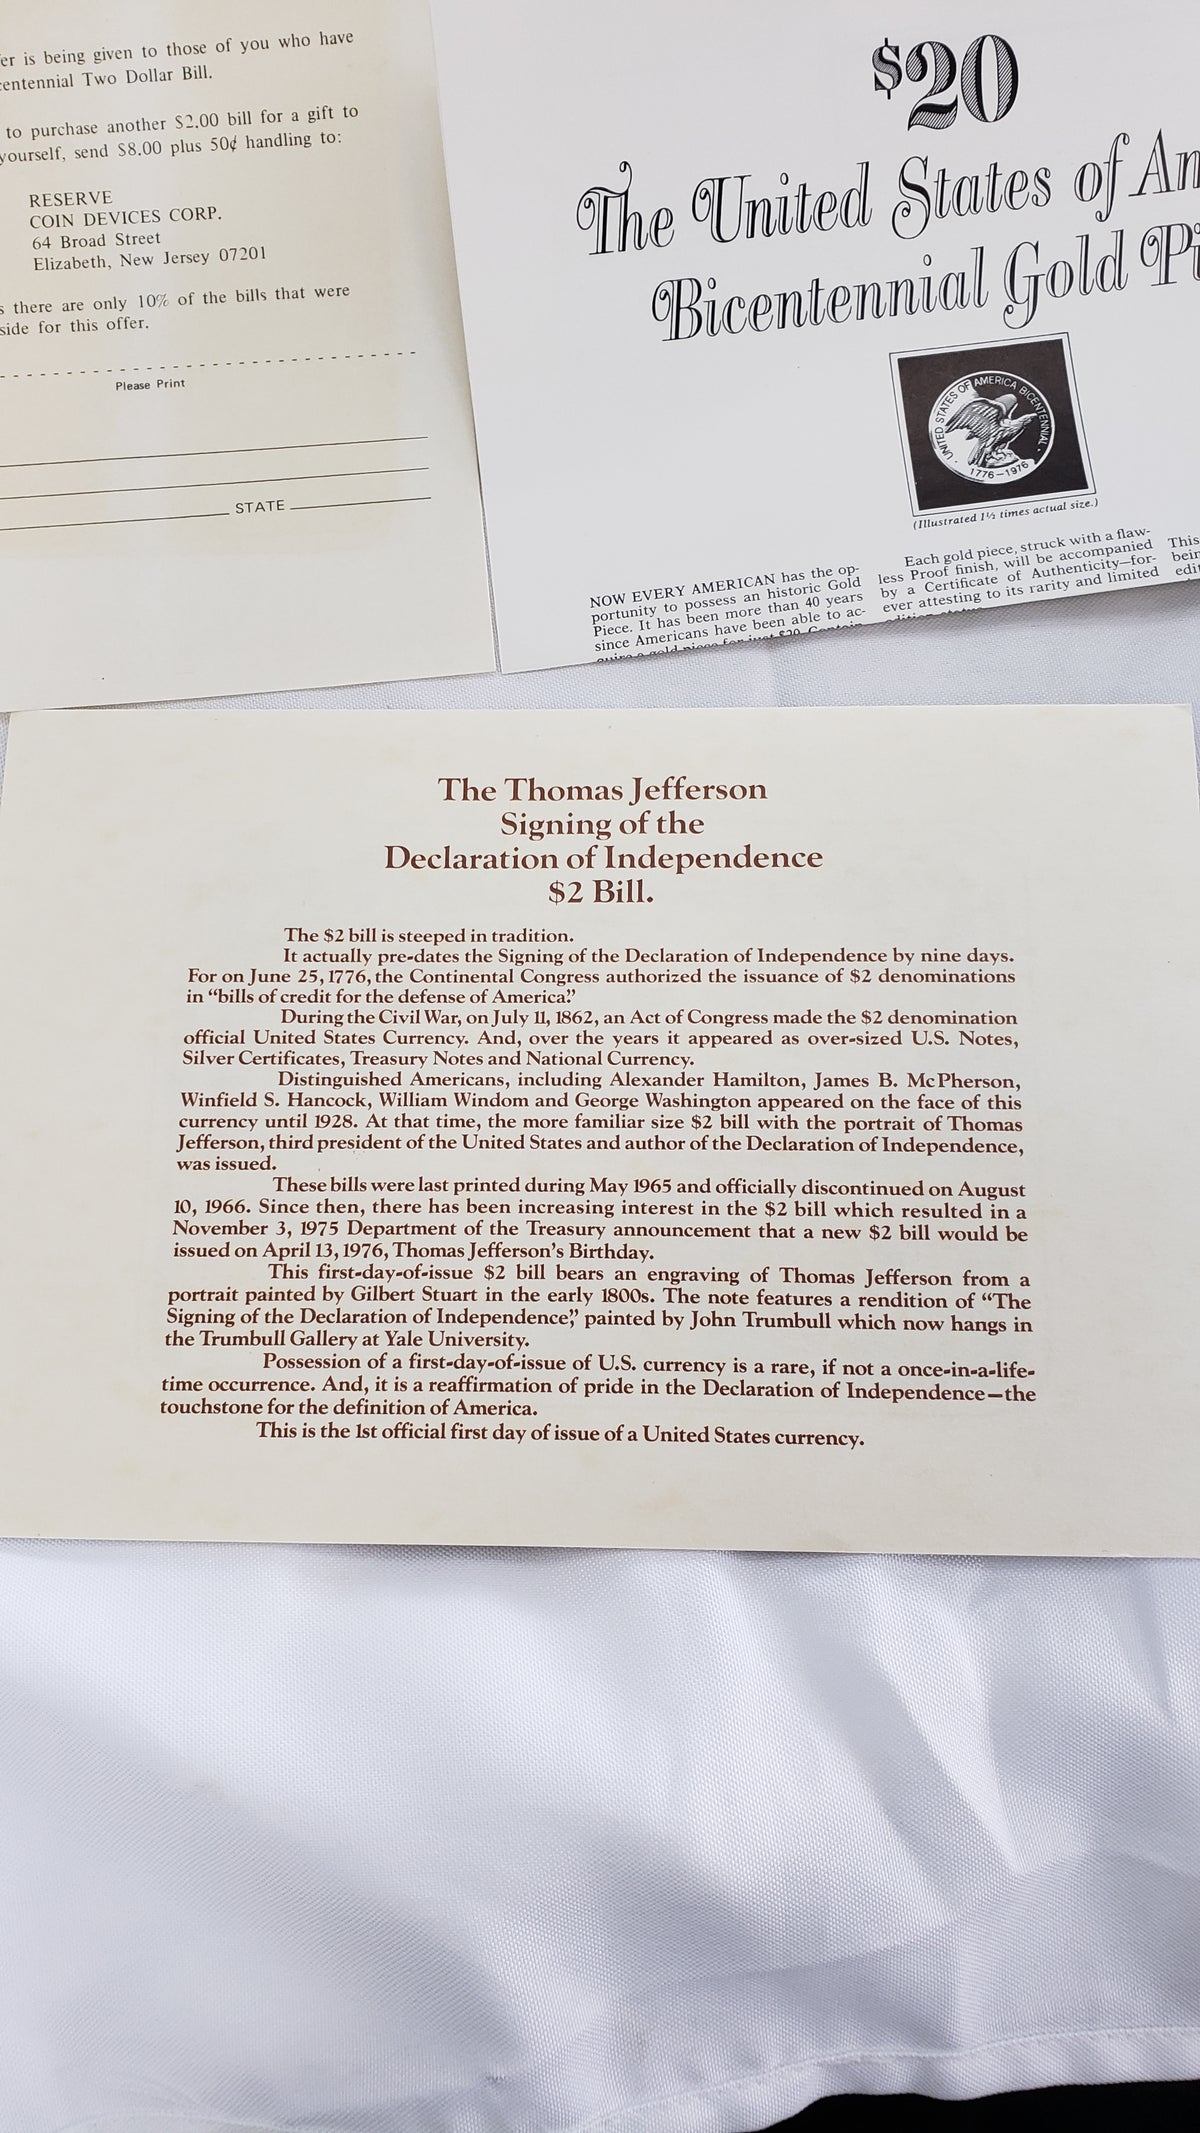 er is being given to those of you who have
centennial Two Dollar Bill.
to purchase another $2.00 bill for a gift to
yourself, send $8.00 plus 50¢ handling to:
RESERVE
COIN DEVICES CORP.
64 Broad Street
Elizabeth, New Jersey 07201
s there are only 10% of the bills that were
side for this offer.
Please Print
STATE
$20
The United States of Am
Bicentennial Gold Pi
UNITED STATES OF AMERICA BICENTENNIAL
1776-1976
(Illustrated 1½ times actual size.)
NOW EVERY AMERICAN has the op-
portunity to possess an historic Gold
Piece. It has been more than 40 years
since Americans have been able to ac-
quire a gold piece for just $20.
Each gold piece, struck with a flaw-
less Proof finish, will be accompanied
by a Certificate of Authenticity—for-
ever attesting to its rarity and limited
edition status.
This
bein
edit
The Thomas Jefferson
Signing of the
Declaration of Independence
$2 Bill.
The $2 bill is steeped in tradition.
It actually pre-dates the Signing of the Declaration of Independence by nine days.
For on June 25, 1776, the Continental Congress authorized the issuance of $2 denominations
in “bills of credit for the defense of America.”
During the Civil War, on July 11, 1862, an Act of Congress made the $2 denomination
official United States Currency. And, over the years it appeared as over-sized U.S. Notes,
Silver Certificates, Treasury Notes and National Currency.
Distinguished Americans, including Alexander Hamilton, James B. McPherson,
Winfield S. Hancock, William Windom and George Washington appeared on the face of this
currency until 1928. At that time, the more familiar size $2 bill with the portrait of Thomas
Jefferson, third president of the United States and author of the Declaration of Independence,
was issued.
These bills were last printed during May 1965 and officially discontinued on August
10, 1966. Since then, there has been increasing interest in the $2 bill which resulted in a
November 3, 1975 Department of the Treasury announcement that a new $2 bill would be
issued on April 13, 1976, Thomas Jefferson’s Birthday.
This first-day-of-issue $2 bill bears an engraving of Thomas Jefferson from a
portrait painted by Gilbert Stuart in the early 1800s. The note features a rendition of “The
Signing of the Declaration of Independence,” painted by John Trumbull which now hangs in
the Trumbull Gallery at Yale University.
Possession of a first-day-of-issue of U.S. currency is a rare, if not a once-in-a-life-
time occurrence. And, it is a reaffirmation of pride in the Declaration of Independence—the
touchstone for the definition of America.
This is the 1st official first day of issue of a United States currency.